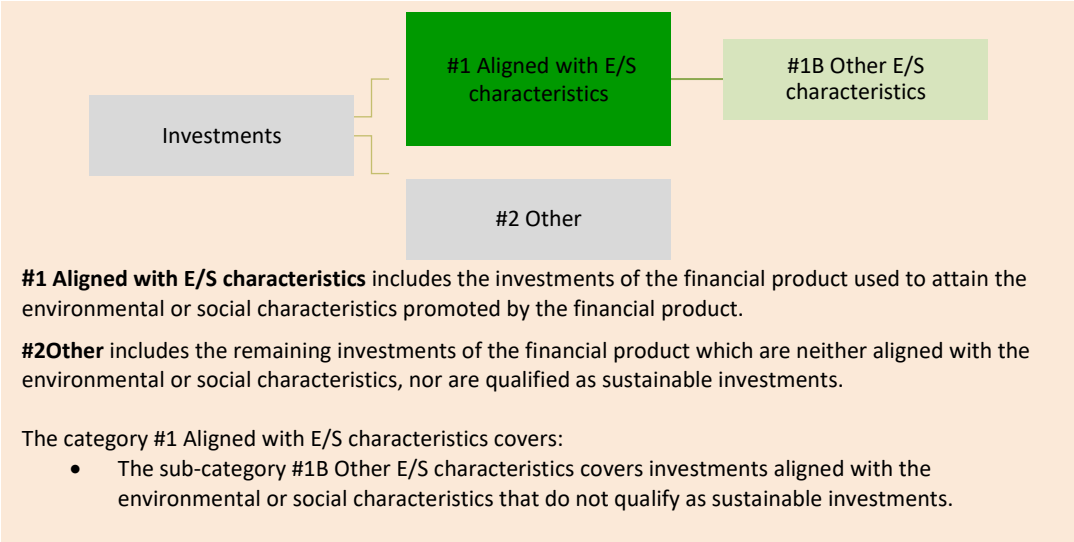 #1 Aligned with E/S
characteristics
#1B Other E/S
characteristics
Investments
#2 Other
#1 Aligned with E/S characteristics includes the investments of the financial product used to attain the
environmental or social characteristics promoted by the financial product.
#2Other includes the remaining investments of the financial product which are neither aligned with the
environmental or social characteristics, nor are qualified as sustainable investments.
The category #1 Aligned with E/S characteristics covers:
• The sub-category #1B Other E/S characteristics covers investments aligned with the
environmental or social characteristics that do not qualify as sustainable investments.